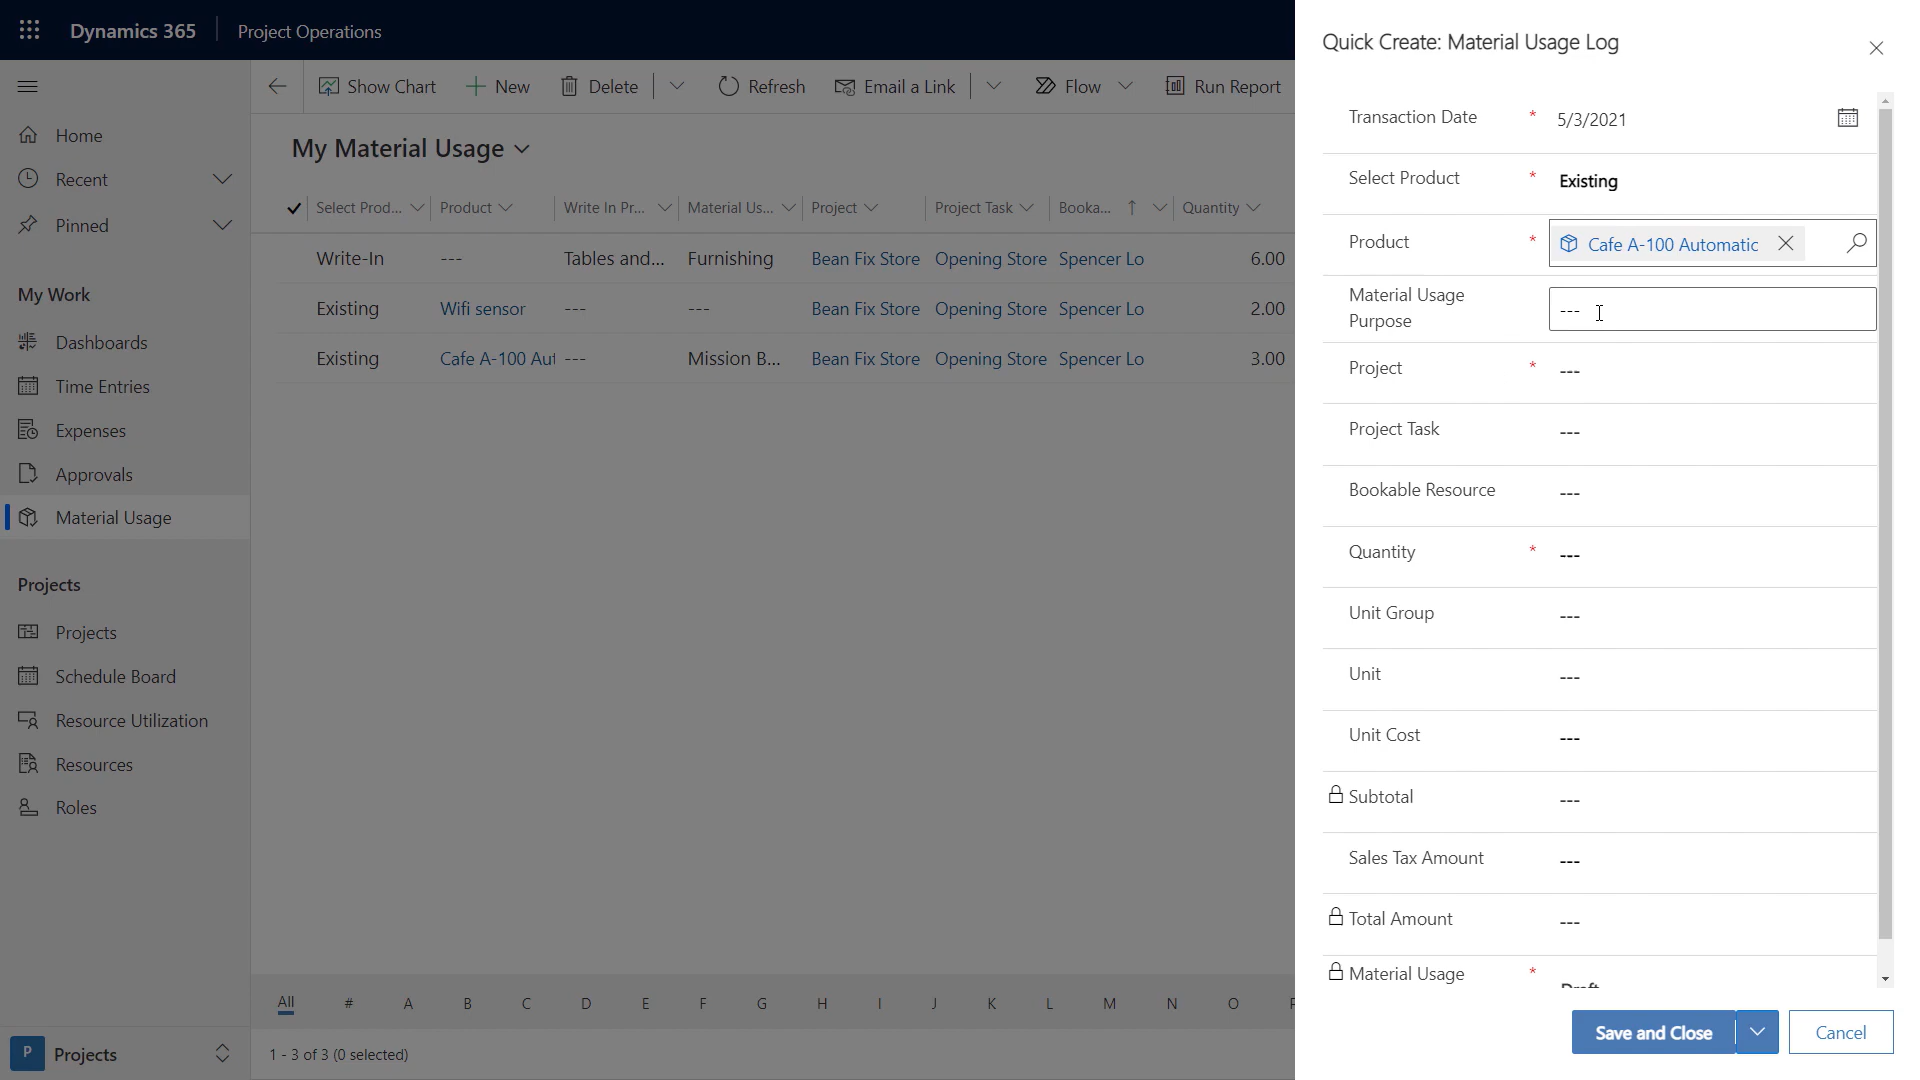 Dynamics 365 Project Operations
Home
Recent
Pinned
My Work
Dashboards
Time Entries
Expenses
Approvals
Material Usage
Projects
Projects
Schedule Board
Resource Utilization
Resources
Roles
P Projects
Show Chart New Delete Refresh Email a Link Flow Run Report
My Material Usage
Select Prod... Product Write In Pr... Material Us... Project Project Task Booka... Quantity
Write-In --- Tables and... Furnishing Bean Fix Store Opening Store Spencer Lo 6.00
Existing Wifi sensor --- --- Bean Fix Store Opening Store Spencer Lo 2.00
Existing Cafe A-100 Aut --- Mission B... Bean Fix Store Opening Store Spencer Lo 3.00
All # A B C D E F G H I J K L M N O
1 - 3 of 3 (0 selected)
Quick Create: Material Usage Log
Transaction Date * 5/3/2021
Select Product * Existing
Product * Cafe A-100 Automatic
Material Usage
Purpose ---
Project * ---
Project Task ---
Bookable Resource ---
Quantity * ---
Unit Group ---
Unit ---
Unit Cost ---
Subtotal ---
Sales Tax Amount ---
Total Amount ---
Material Usage * Draft
Save and Close Cancel